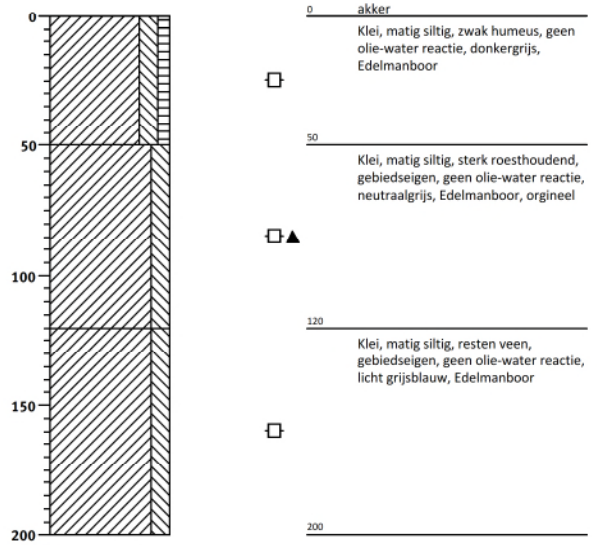 0
50
100
150
200
0 akker
Klei, matig siltig, zwak humeus, geen
olie-water reactie, donkergrijs,
Edelmanboor
50
Klei, matig siltig, sterk roesthoudend,
gebiedseigen, geen olie-water reactie,
neutraalgrijs, Edelmanboor, orgineel
120
Klei, matig siltig, resten veen,
gebiedseigen, geen olie-water reactie,
licht grijsblauw, Edelmanboor
200